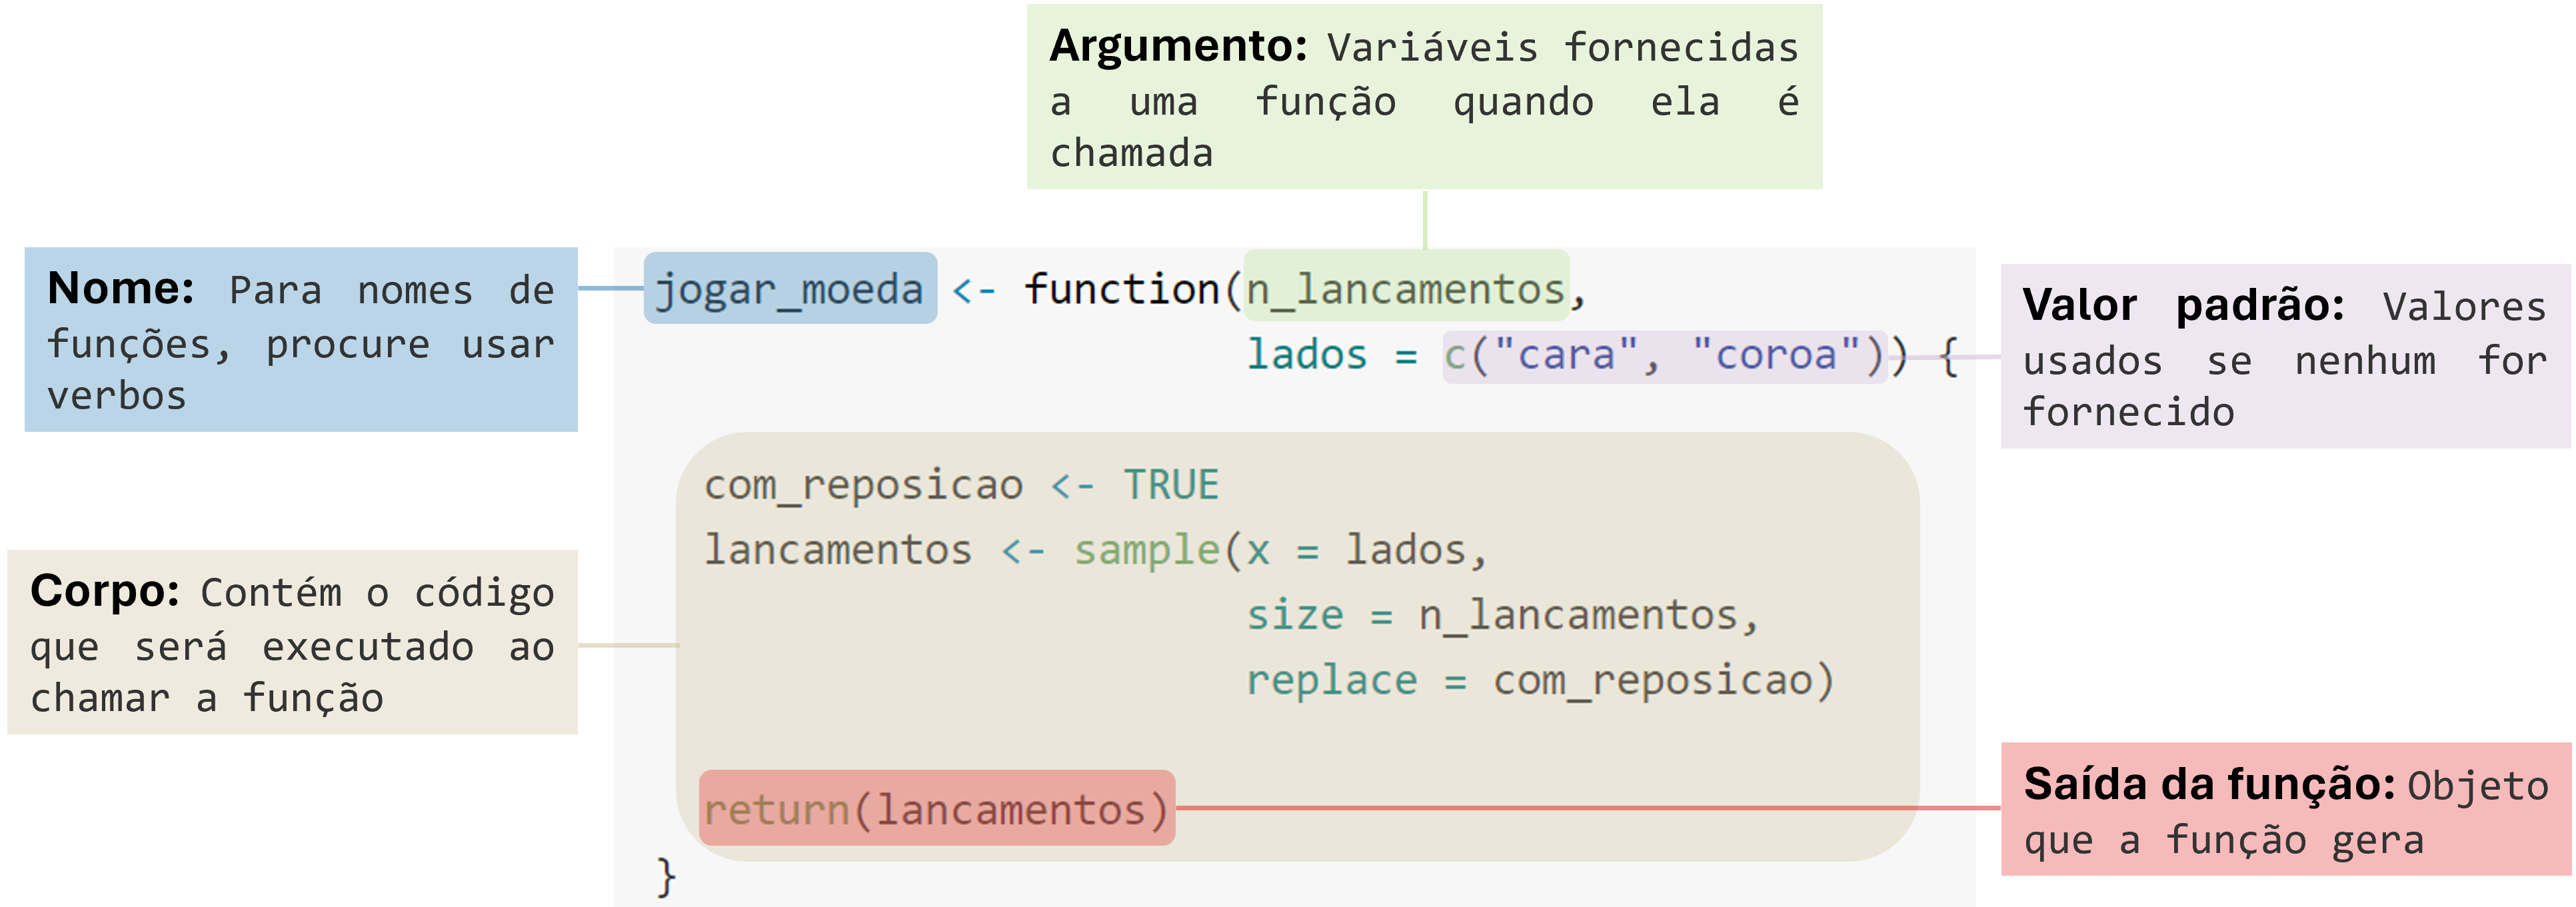 Argumento: Variáveis fornecidas
a uma função quando ela é
chamada
Nome: Para nomes de
funções, procure usar
verbos
jogar_moeda <- function(n_lancamentos,
lados = c("cara", "coroa")) {
Valor padrão: Valores
usados se nenhum for
fornecido
com_reposicao <- TRUE
lancamentos <- sample(x = lados,
size = n_lancamentos,
replace = com_reposicao)
Corpo: Contém o código
que será executado ao
chamar a função
return(lancamentos)
}
Saída da função: Objeto
que a função gera